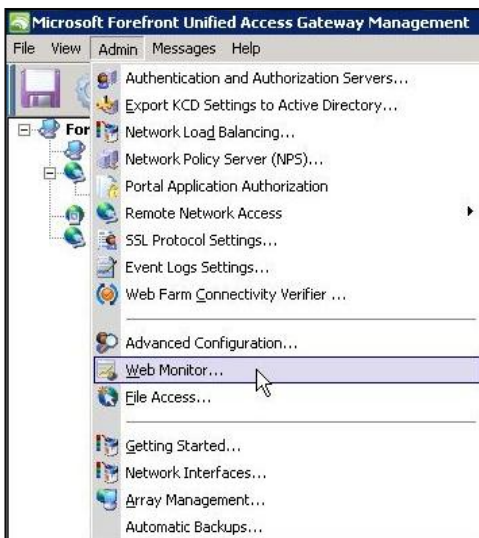 Microsoft Forefront Unified Access Gateway Management
File View Admin Messages Help
Authentication and Authorization Servers...
Export KCD Settings to Active Directory...
For
Network Load Balancing...
Network Policy Server (NPS)...
Portal Application Authorization
Remote Network Access
SSL Protocol Settings...
Event Logs Settings...
Web Farm Connectivity Verifier ...
Advanced Configuration...
Web Monitor...
File Access...
Getting Started...
Network Interfaces...
Array Management...
Automatic Backups...